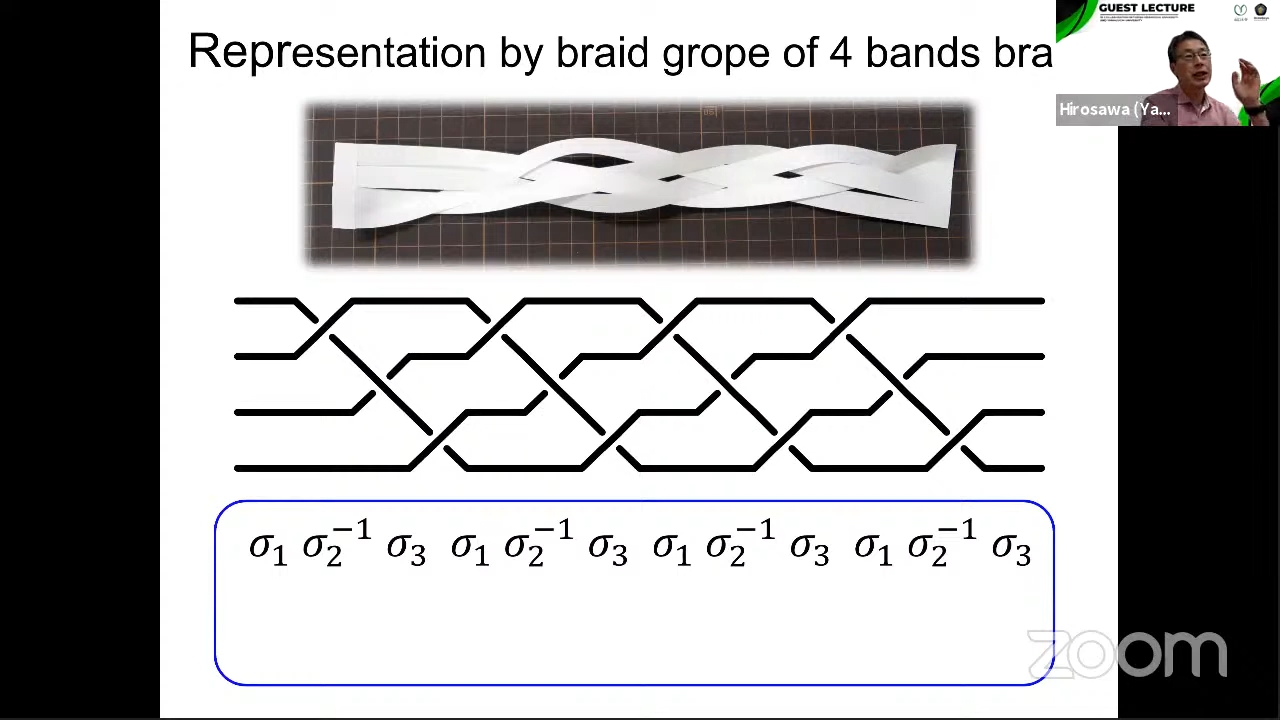 Representation by braid grope of 4 bands bra
GUEST LECTURE
Hirosawa (Ya...
σ₁ σ₂⁻¹ σ₃ σ₁ σ₂⁻¹ σ₃ σ₁ σ₂⁻¹ σ₃ σ₁ σ₂⁻¹ σ₃
zoom